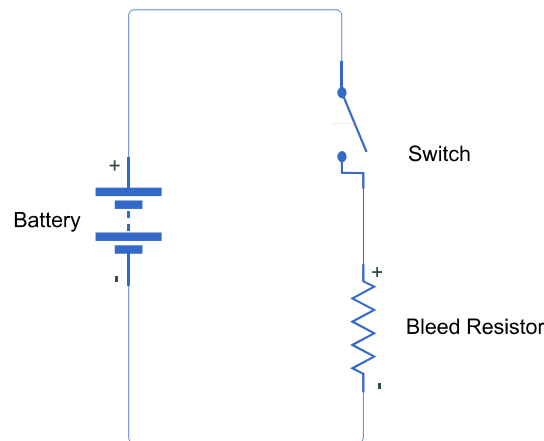 +
Switch
Battery
-
+
Bleed Resistor
-